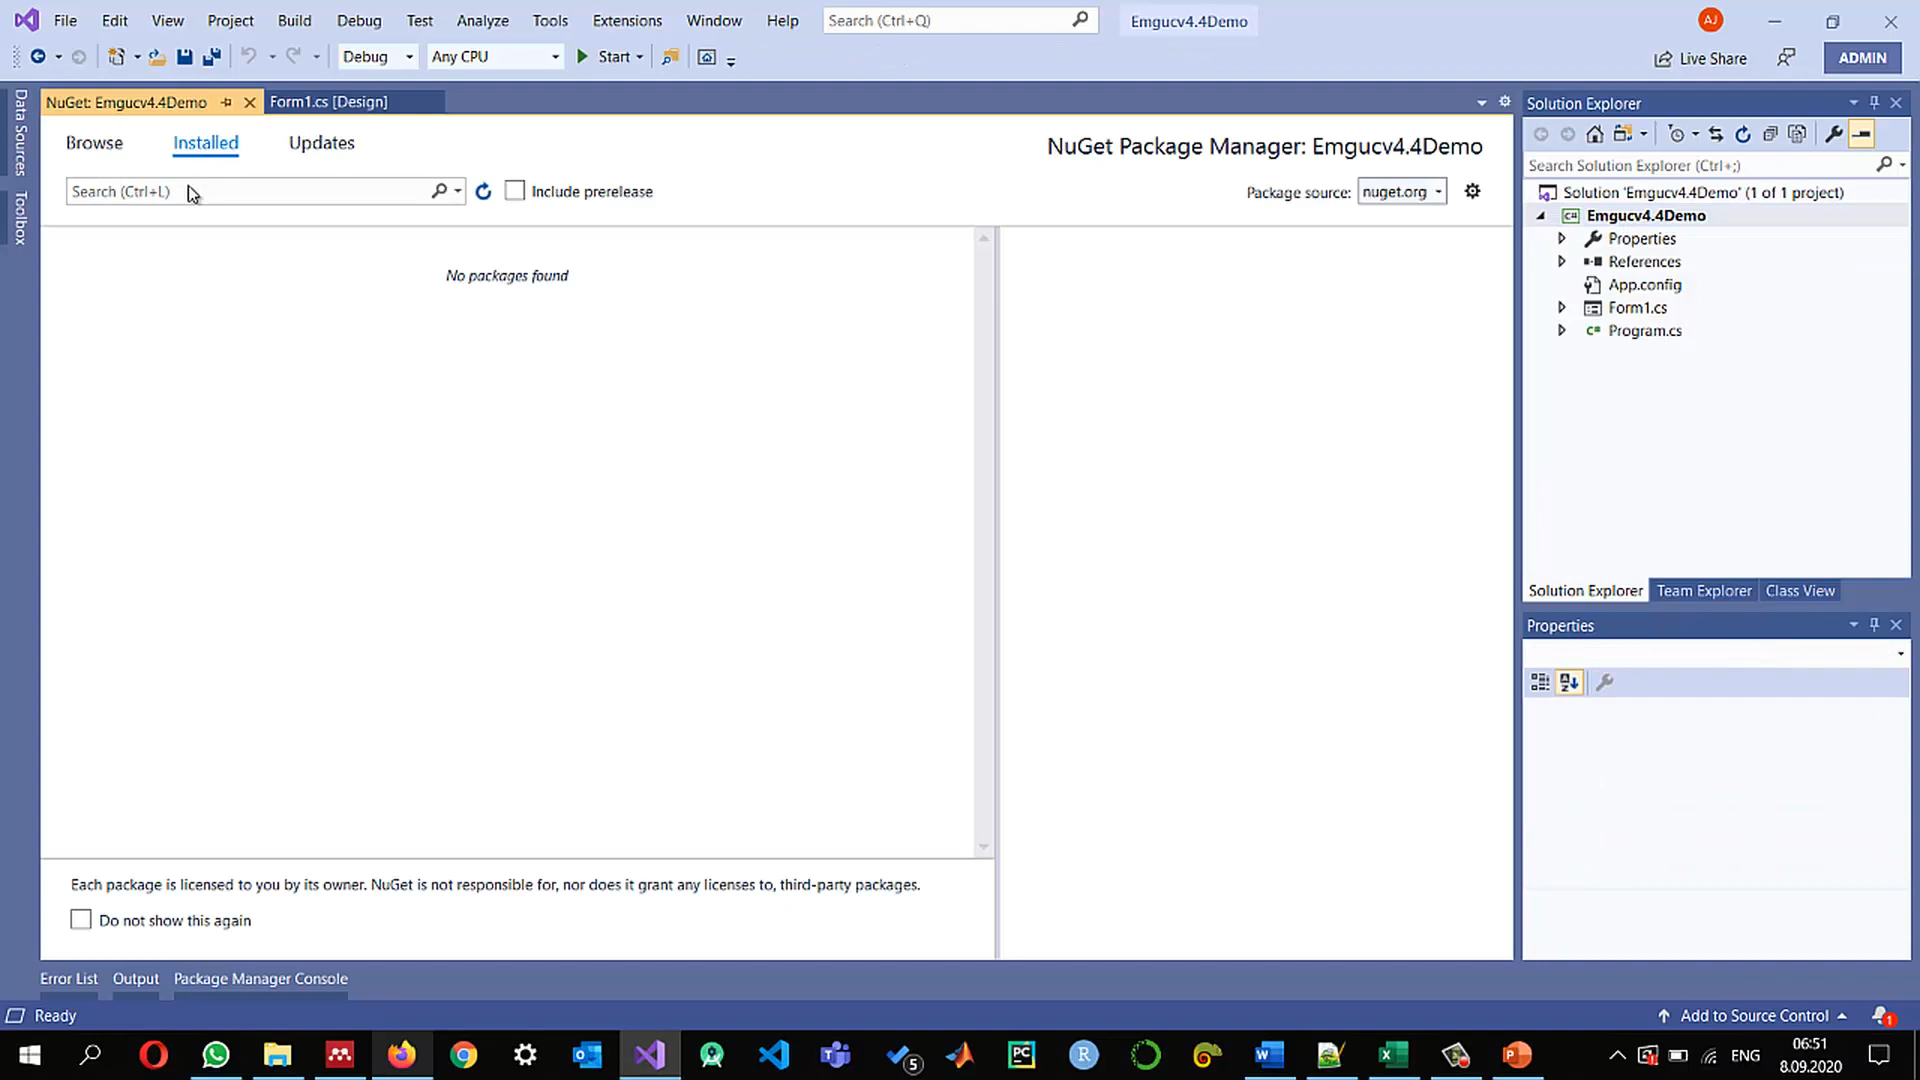 File Edit View Project Build Debug Test Analyze Tools Extensions Window Help Search (Ctrl+Q) Emgucv4.4Demo AJ
Debug Any CPU Start Live Share ADMIN
Data Sources
Toolbox
NuGet: Emgucv4.4Demo Form1.cs [Design]
Browse Installed Updates
NuGet Package Manager: Emgucv4.4Demo
Search (Ctrl+L) Include prerelease Package source: nuget.org
No packages found
Each package is licensed to you by its owner. NuGet is not responsible for, nor does it grant any licenses to, third-party packages.
Do not show this again
Solution Explorer
Search Solution Explorer (Ctrl+;)
Solution 'Emgucv4.4Demo' (1 of 1 project)
C# Emgucv4.4Demo
Properties
References
App.config
Form1.cs
C# Program.cs
Solution Explorer Team Explorer Class View
Properties
Error List Output Package Manager Console
Ready Add to Source Control 1
5 PC R ENG 06:51
8.09.2020